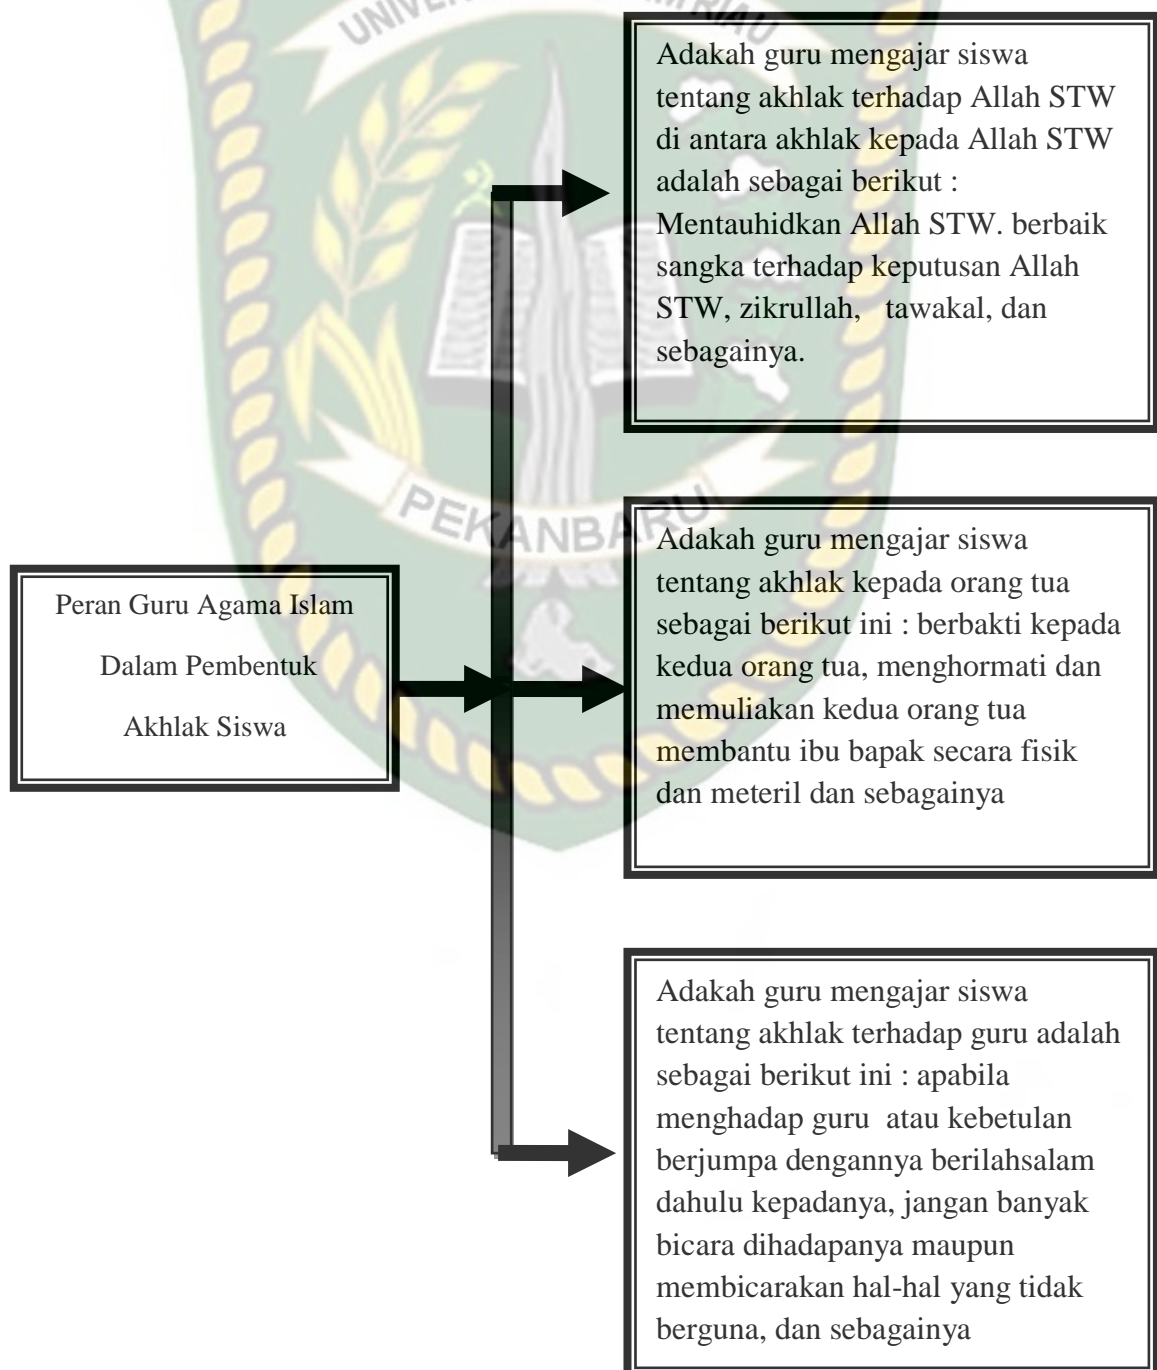 Adakah guru mengajar siswa
tentang akhlak terhadap Allah STW
di antara akhlak kepada Allah STW
adalah sebagai berikut :
Mentauhidkan Allah STW. berbaik
sangka terhadap keputusan Allah
STW, zikrullah, tawakal, dan
sebagainya.
PEKANBARU
Peran Guru Agama Islam
Dalam Pembentuk
Akhlak Siswa
Adakah guru mengajar siswa
tentang akhlak kepada orang tua
sebagai berikut ini : berbakti kepada
kedua orang tua, menghormati dan
memuliakan kedua orang tua
membantu ibu bapak secara fisik
dan meteril dan sebagainya
Adakah guru mengajar siswa
tentang akhlak terhadap guru adalah
sebagai berikut ini : apabila
menghadap guru atau kebetulan
berjumpa dengannya berilahsalam
dahulu kepadanya, jangan banyak
bicara dihadapanya maupun
membicarakan hal-hal yang tidak
berguna, dan sebagainya